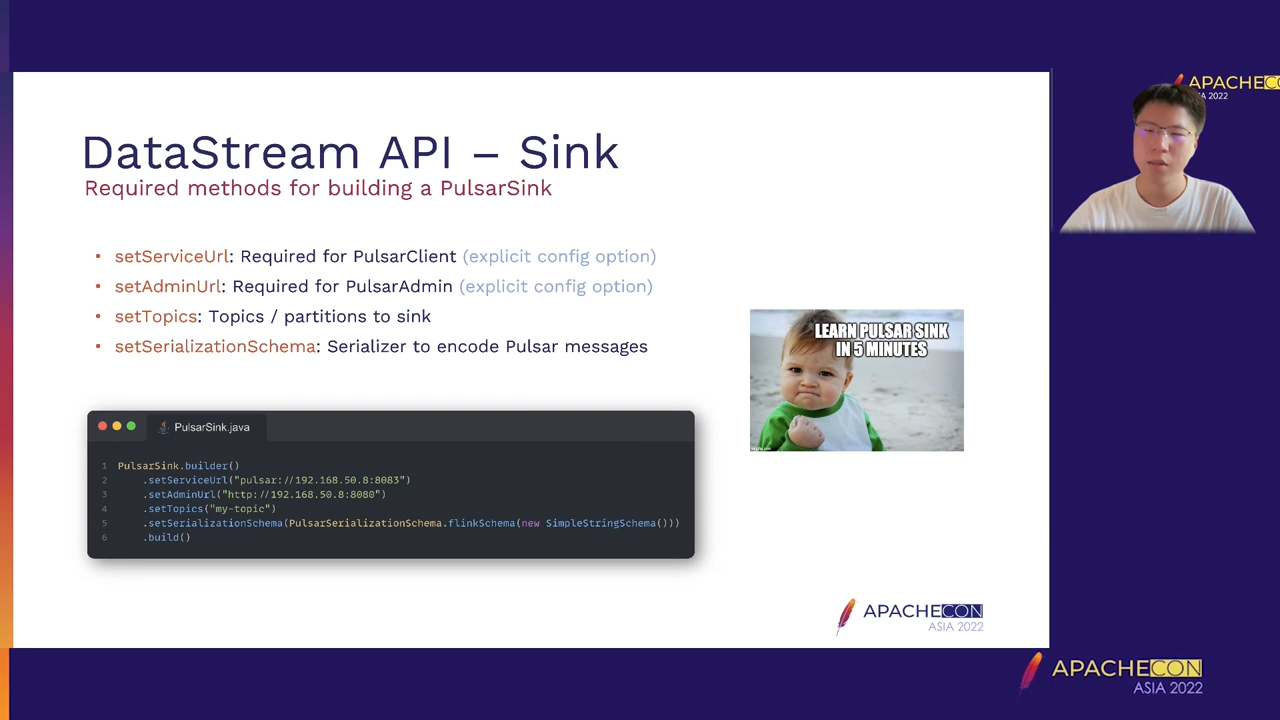 DataStream API – Sink
Required methods for building a PulsarSink
• setServiceUrl: Required for PulsarClient (explicit config option)
• setAdminUrl: Required for PulsarAdmin (explicit config option)
• setTopics: Topics / partitions to sink
• setSerializationSchema: Serializer to encode Pulsar messages
LEARN PULSAR SINK
IN 5 MINUTES
PulsarSink.java
1 PulsarSink.builder()
2 .setServiceUrl("pulsar://192.168.50.8:8083")
3 .setAdminUrl("http://192.168.50.8:8080")
4 .setTopics("my-topic")
5 .setSerializationSchema(PulsarSerializationSchema.flinkSchema(new SimpleStringSchema()))
6 .build()
APACHECON
ASIA 2022
APACHECO
IA 2022
APACHECON
ASIA 2022